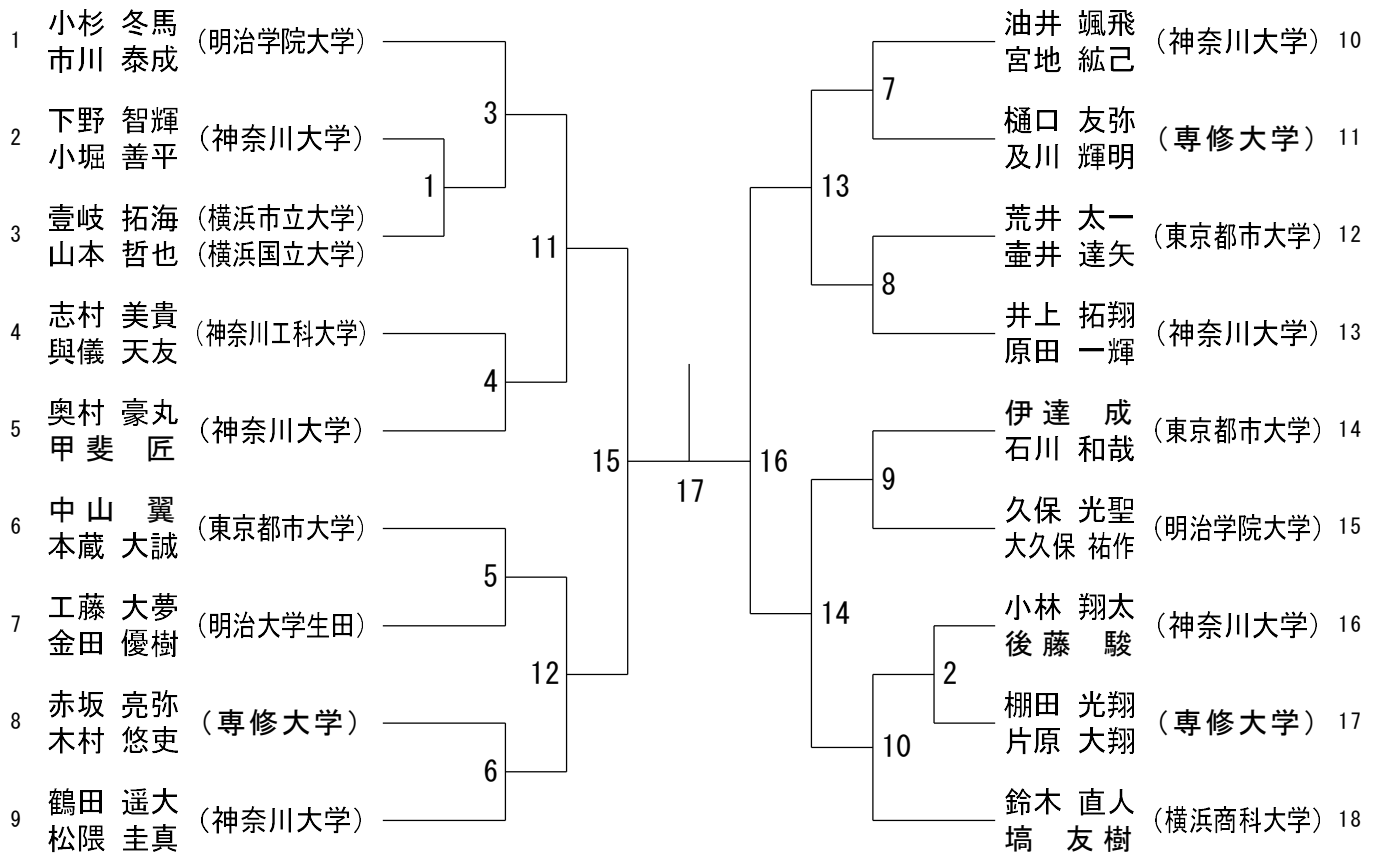 1 小杉 冬馬 (明治学院大学)
市川 泰成
2 下野 智輝 (神奈川大学)
小堀 善平
3 壹岐 拓海 (横浜市立大学)
山本 哲也 (横浜国立大学)
4 志村 美貴 (神奈川工科大学)
與儀 天友
5 奥村 豪丸 (神奈川大学)
甲斐 匠
6 中山 翼 (東京都市大学)
本蔵 大誠
7 工藤 大夢 (明治大学生田)
金田 優樹
8 赤坂 亮弥 (専修大学)
木村 悠吏
9 鶴田 遥大 (神奈川大学)
松隈 圭真
3
1
11
4
15
5
12
6
17
16
7
13
8
9
14
2
10
油井 颯飛 (神奈川大学) 10
宮地 紘己
樋口 友弥 (専修大学) 11
及川 輝明
荒井 太一 (東京都市大学) 12
壷井 達矢
井上 拓翔 (神奈川大学) 13
原田 一輝
伊達 成 (東京都市大学) 14
石川 和哉
久保 光聖 (明治学院大学) 15
大久保 祐作
小林 翔太 (神奈川大学) 16
後藤 駿
棚田 光翔 (専修大学) 17
片原 大翔
鈴木 直人 (横浜商科大学) 18
塙 友樹